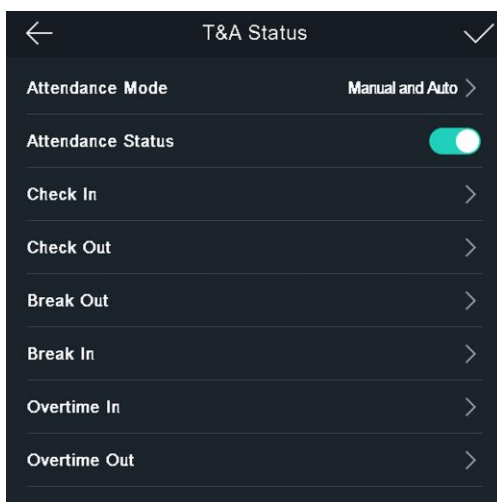 T&A Status
Attendance Mode Manual and Auto
Attendance Status
Check In
Check Out
Break Out
Break In
Overtime In
Overtime Out